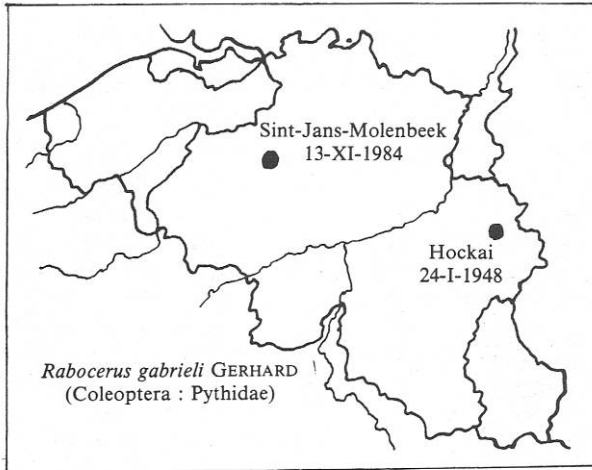 Sint-Jans-Molenbeek
13-XI-1984
Hockai
24-I-1948
Rabocerus gabrieli GERHARD
(Coleoptera : Pythidae)